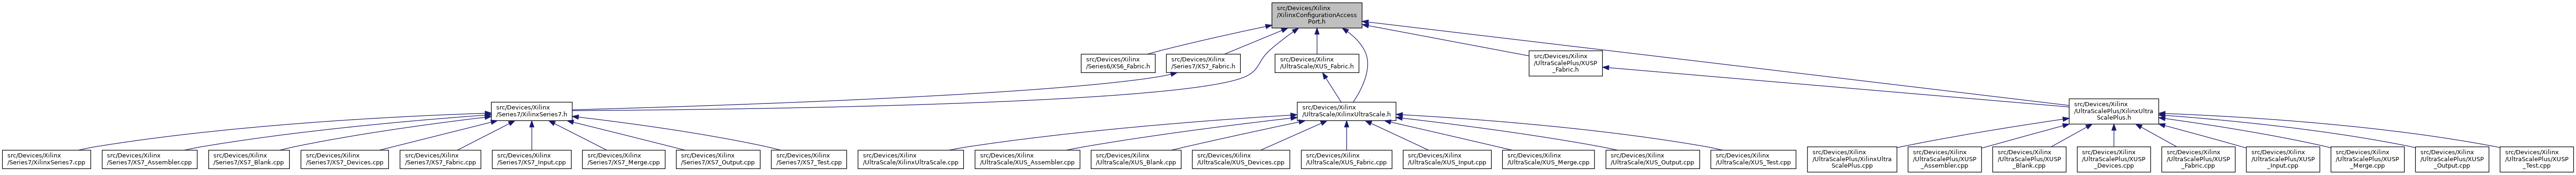 src/Devices/Xilinx
/XilinxConfigurationAccess
Port.h
src/Devices/Xilinx
/Series6/XS6_Fabric.h
src/Devices/Xilinx
/Series7/XS7_Fabric.h
src/Devices/Xilinx
/UltraScale/XUS_Fabric.h
src/Devices/Xilinx
/UltraScalePlus/XUSP
_Fabric.h
src/Devices/Xilinx
/Series7/XilinxSeries7.h
src/Devices/Xilinx
/UltraScale/XilinxUltraScale.h
src/Devices/Xilinx
/UltraScalePlus/XilinxUltra
ScalePlus.h
src/Devices/Xilinx
/Series7/XilinxSeries7.cpp
src/Devices/Xilinx
/Series7/XS7_Assembler.cpp
src/Devices/Xilinx
/Series7/XS7_Blank.cpp
src/Devices/Xilinx
/Series7/XS7_Devices.cpp
src/Devices/Xilinx
/Series7/XS7_Fabric.cpp
src/Devices/Xilinx
/Series7/XS7_Input.cpp
src/Devices/Xilinx
/Series7/XS7_Merge.cpp
src/Devices/Xilinx
/Series7/XS7_Output.cpp
src/Devices/Xilinx
/Series7/XS7_Test.cpp
src/Devices/Xilinx
/UltraScale/XilinxUltraScale.cpp
src/Devices/Xilinx
/UltraScale/XUS_Assembler.cpp
src/Devices/Xilinx
/UltraScale/XUS_Blank.cpp
src/Devices/Xilinx
/UltraScale/XUS_Devices.cpp
src/Devices/Xilinx
/UltraScale/XUS_Fabric.cpp
src/Devices/Xilinx
/UltraScale/XUS_Input.cpp
src/Devices/Xilinx
/UltraScale/XUS_Merge.cpp
src/Devices/Xilinx
/UltraScale/XUS_Output.cpp
src/Devices/Xilinx
/UltraScale/XUS_Test.cpp
src/Devices/Xilinx
/UltraScalePlus/XilinxUltra
ScalePlus.cpp
src/Devices/Xilinx
/UltraScalePlus/XUSP
_Assembler.cpp
src/Devices/Xilinx
/UltraScalePlus/XUSP
_Blank.cpp
src/Devices/Xilinx
/UltraScalePlus/XUSP
_Devices.cpp
src/Devices/Xilinx
/UltraScalePlus/XUSP
_Fabric.cpp
src/Devices/Xilinx
/UltraScalePlus/XUSP
_Input.cpp
src/Devices/Xilinx
/UltraScalePlus/XUSP
_Merge.cpp
src/Devices/Xilinx
/UltraScalePlus/XUSP
_Output.cpp
src/Devices/Xilinx
/UltraScalePlus/XUSP
_Test.cpp